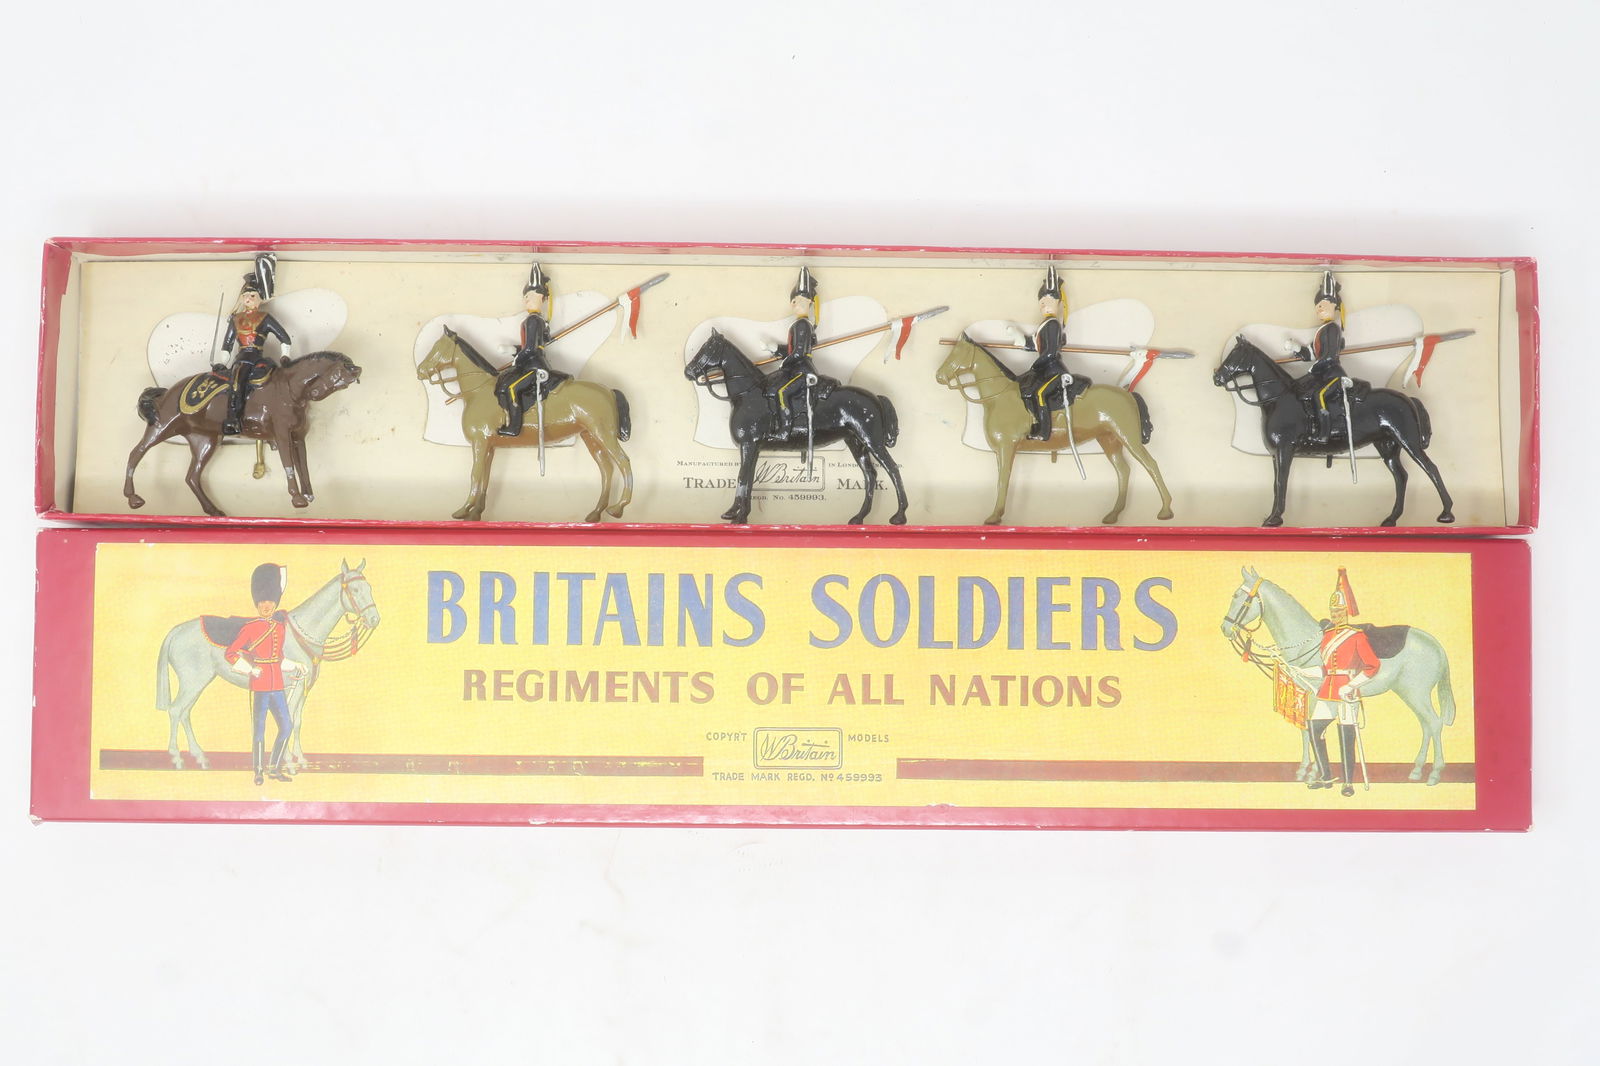 MANUFACTURED BY W Britain IN LONDON
TRADE MARK.
REGD. No. 459993.
BRITAINS SOLDIERS
REGIMENTS OF ALL NATIONS
COPYRT W Britain MODELS
TRADE MARK REGD. Nº 459993